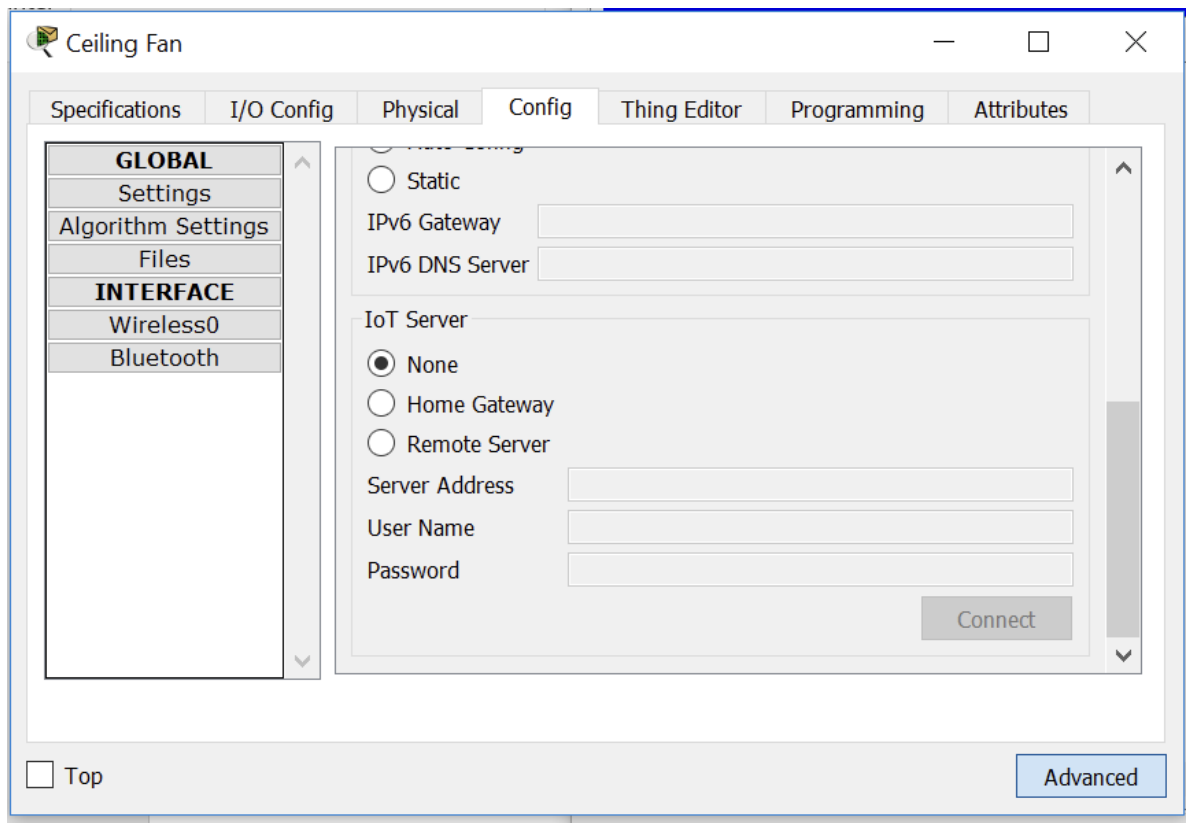 Ceiling Fan
Specifications I/O Config Physical Config Thing Editor Programming Attributes
GLOBAL
Settings
Algorithm Settings
Files
INTERFACE
Wireless0
Bluetooth
Static
IPv6 Gateway
IPv6 DNS Server
IoT Server
None
Home Gateway
Remote Server
Server Address
User Name
Password
Connect
Top
Advanced